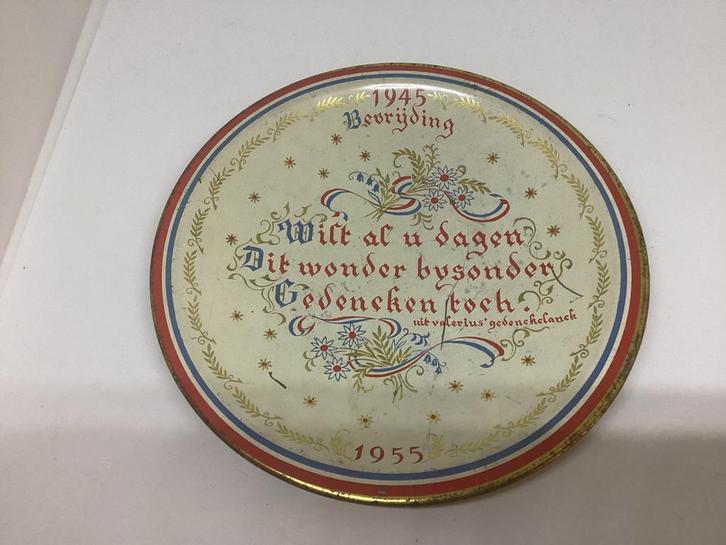 1945
Bevrijding
Wilt al u dagen
Dit wonder bysonder
Gedencken toch.
uit valerius' gedenckclanck
1955